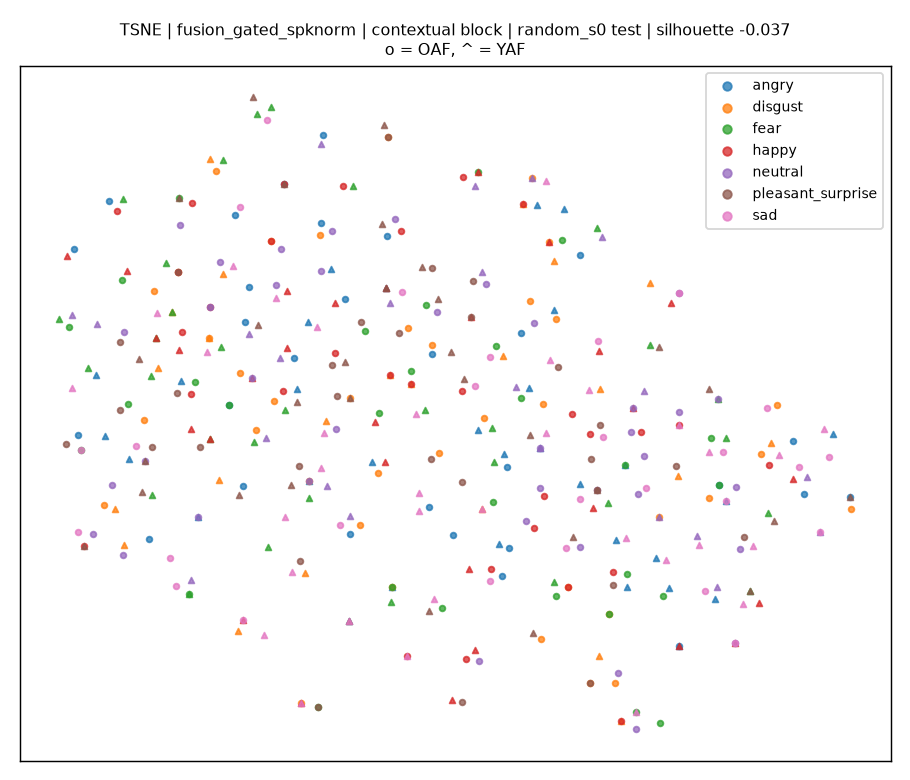 TSNE | fusion_gated_spknorm | contextual block | random_s0 test | silhouette -0.037
o = OAF, ^ = YAF
angry
disgust
fear
happy
neutral
pleasant_surprise
sad